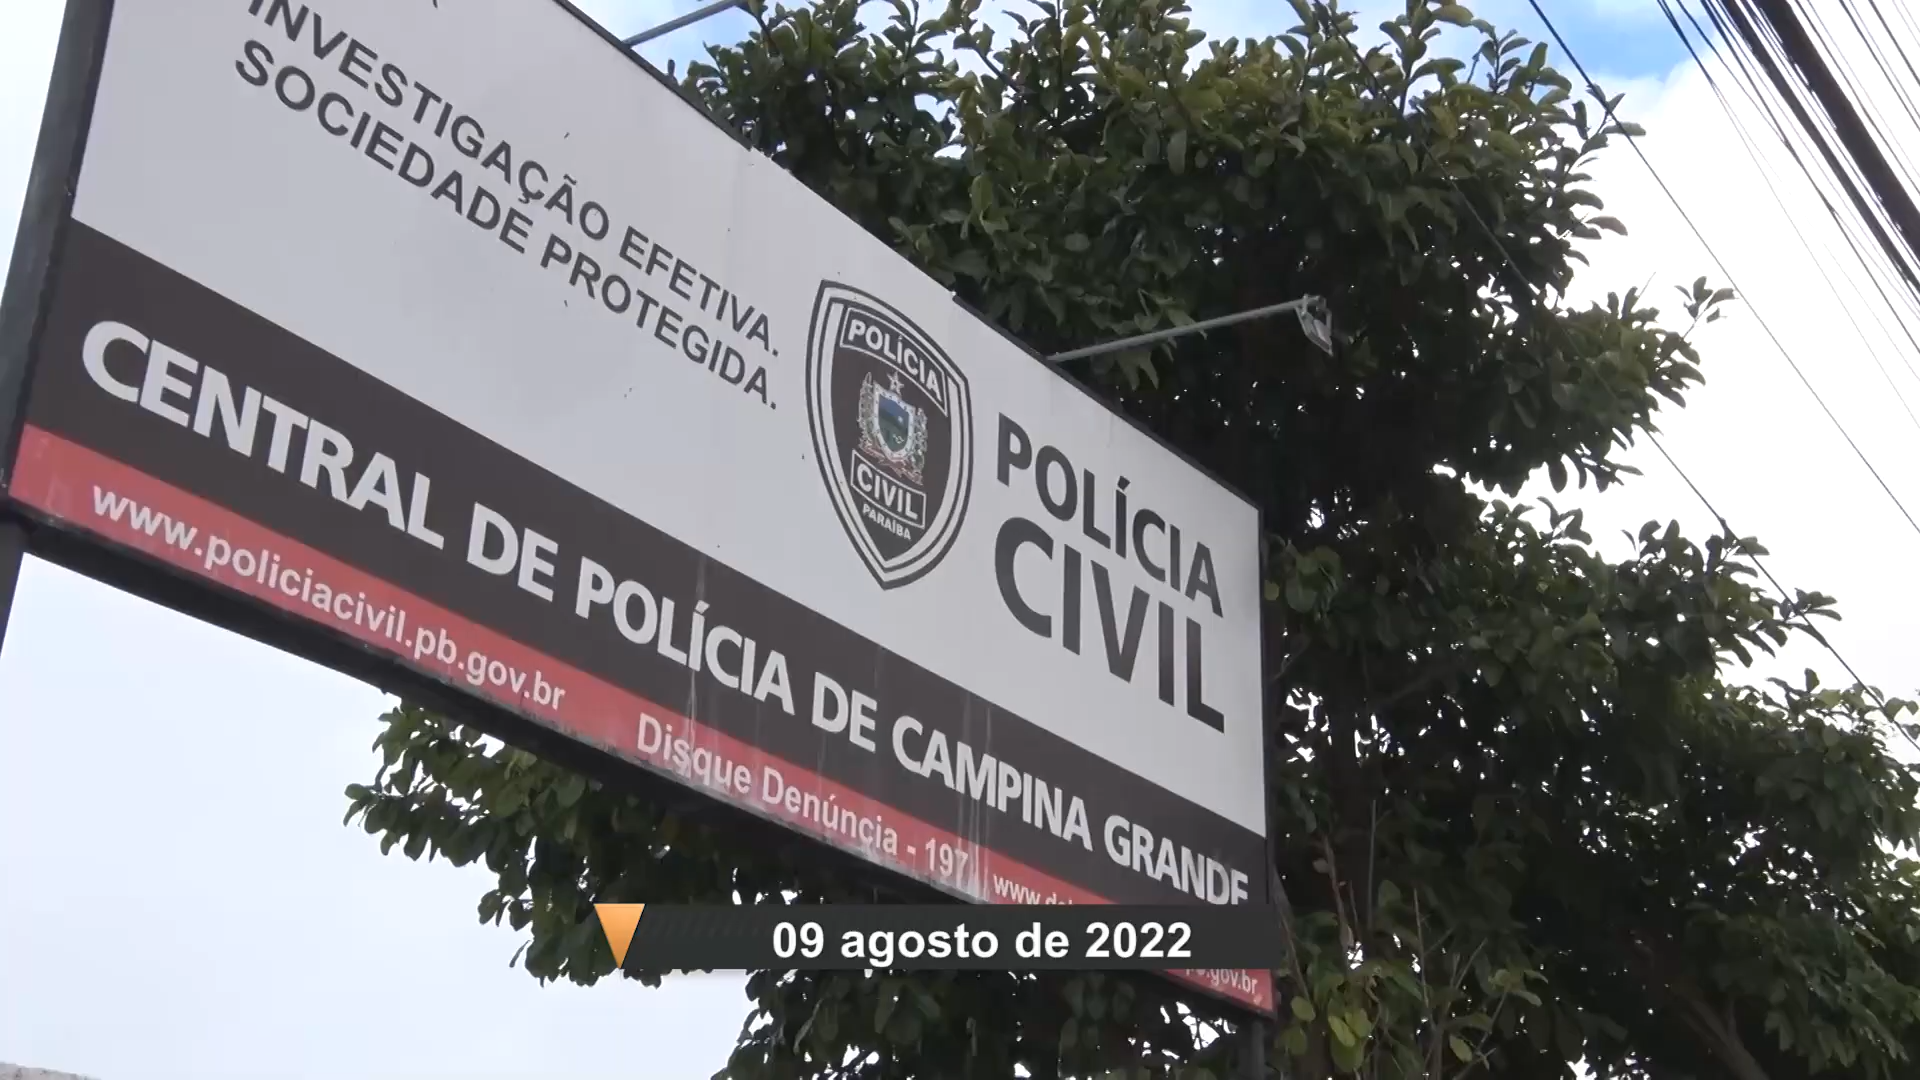 INVESTIGAÇÃO EFETIVA.
SOCIEDADE PROTEGIDA.
POLÍCIA
CIVIL
PARAÍBA
POLÍCIA
CIVIL
CENTRAL DE POLÍCIA DE CAMPINA GRANDE
www.policiacivil.pb.gov.br
Disque Denúncia - 197
09 agosto de 2022